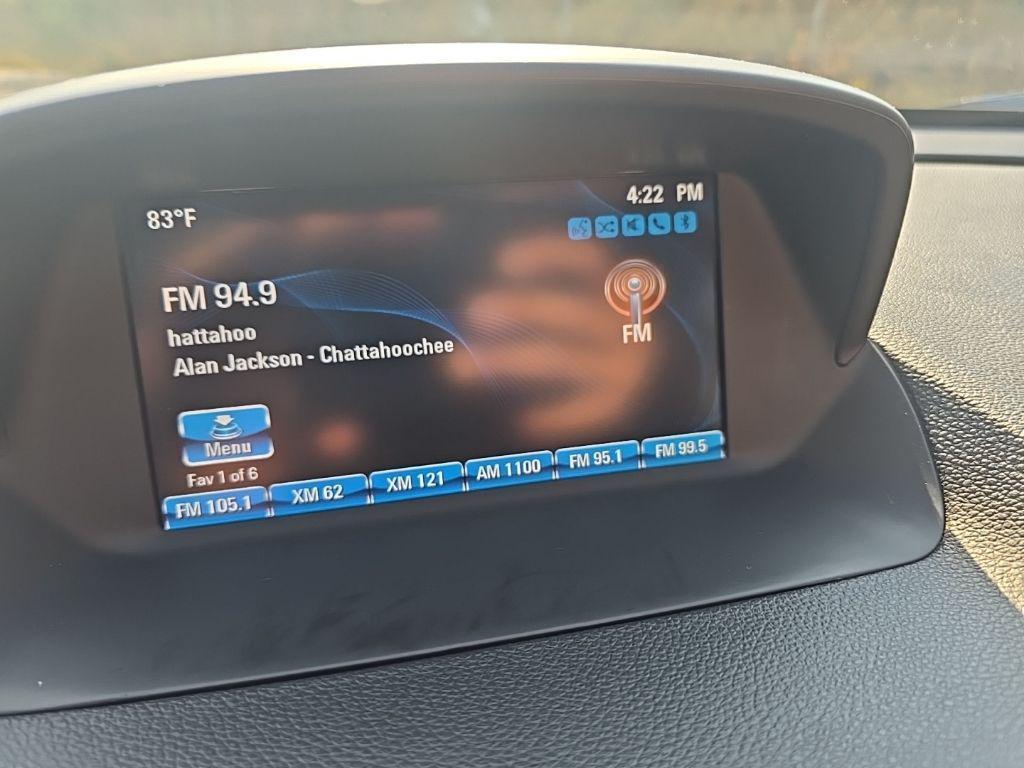 83°F
4:22 PM
FM 94.9
hattahoo
Alan Jackson - Chattahoochee
FM
Menu
Fav 1 of 6
FM 105.1 XM 62 XM 121 AM 1100 FM 95.1 FM 99.5